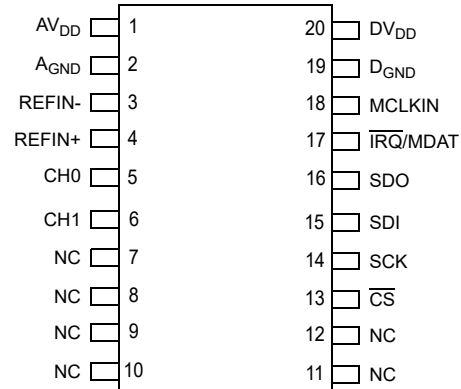 AVDD 1 20 DVDD
AGND 2 19 DGND
REFIN- 3 18 MCLKIN
REFIN+ 4 17 I̅R̅Q̅/MDAT
CH0 5 16 SDO
CH1 6 15 SDI
NC 7 14 SCK
NC 8 13 C̅S̅
NC 9 12 NC
NC 10 11 NC